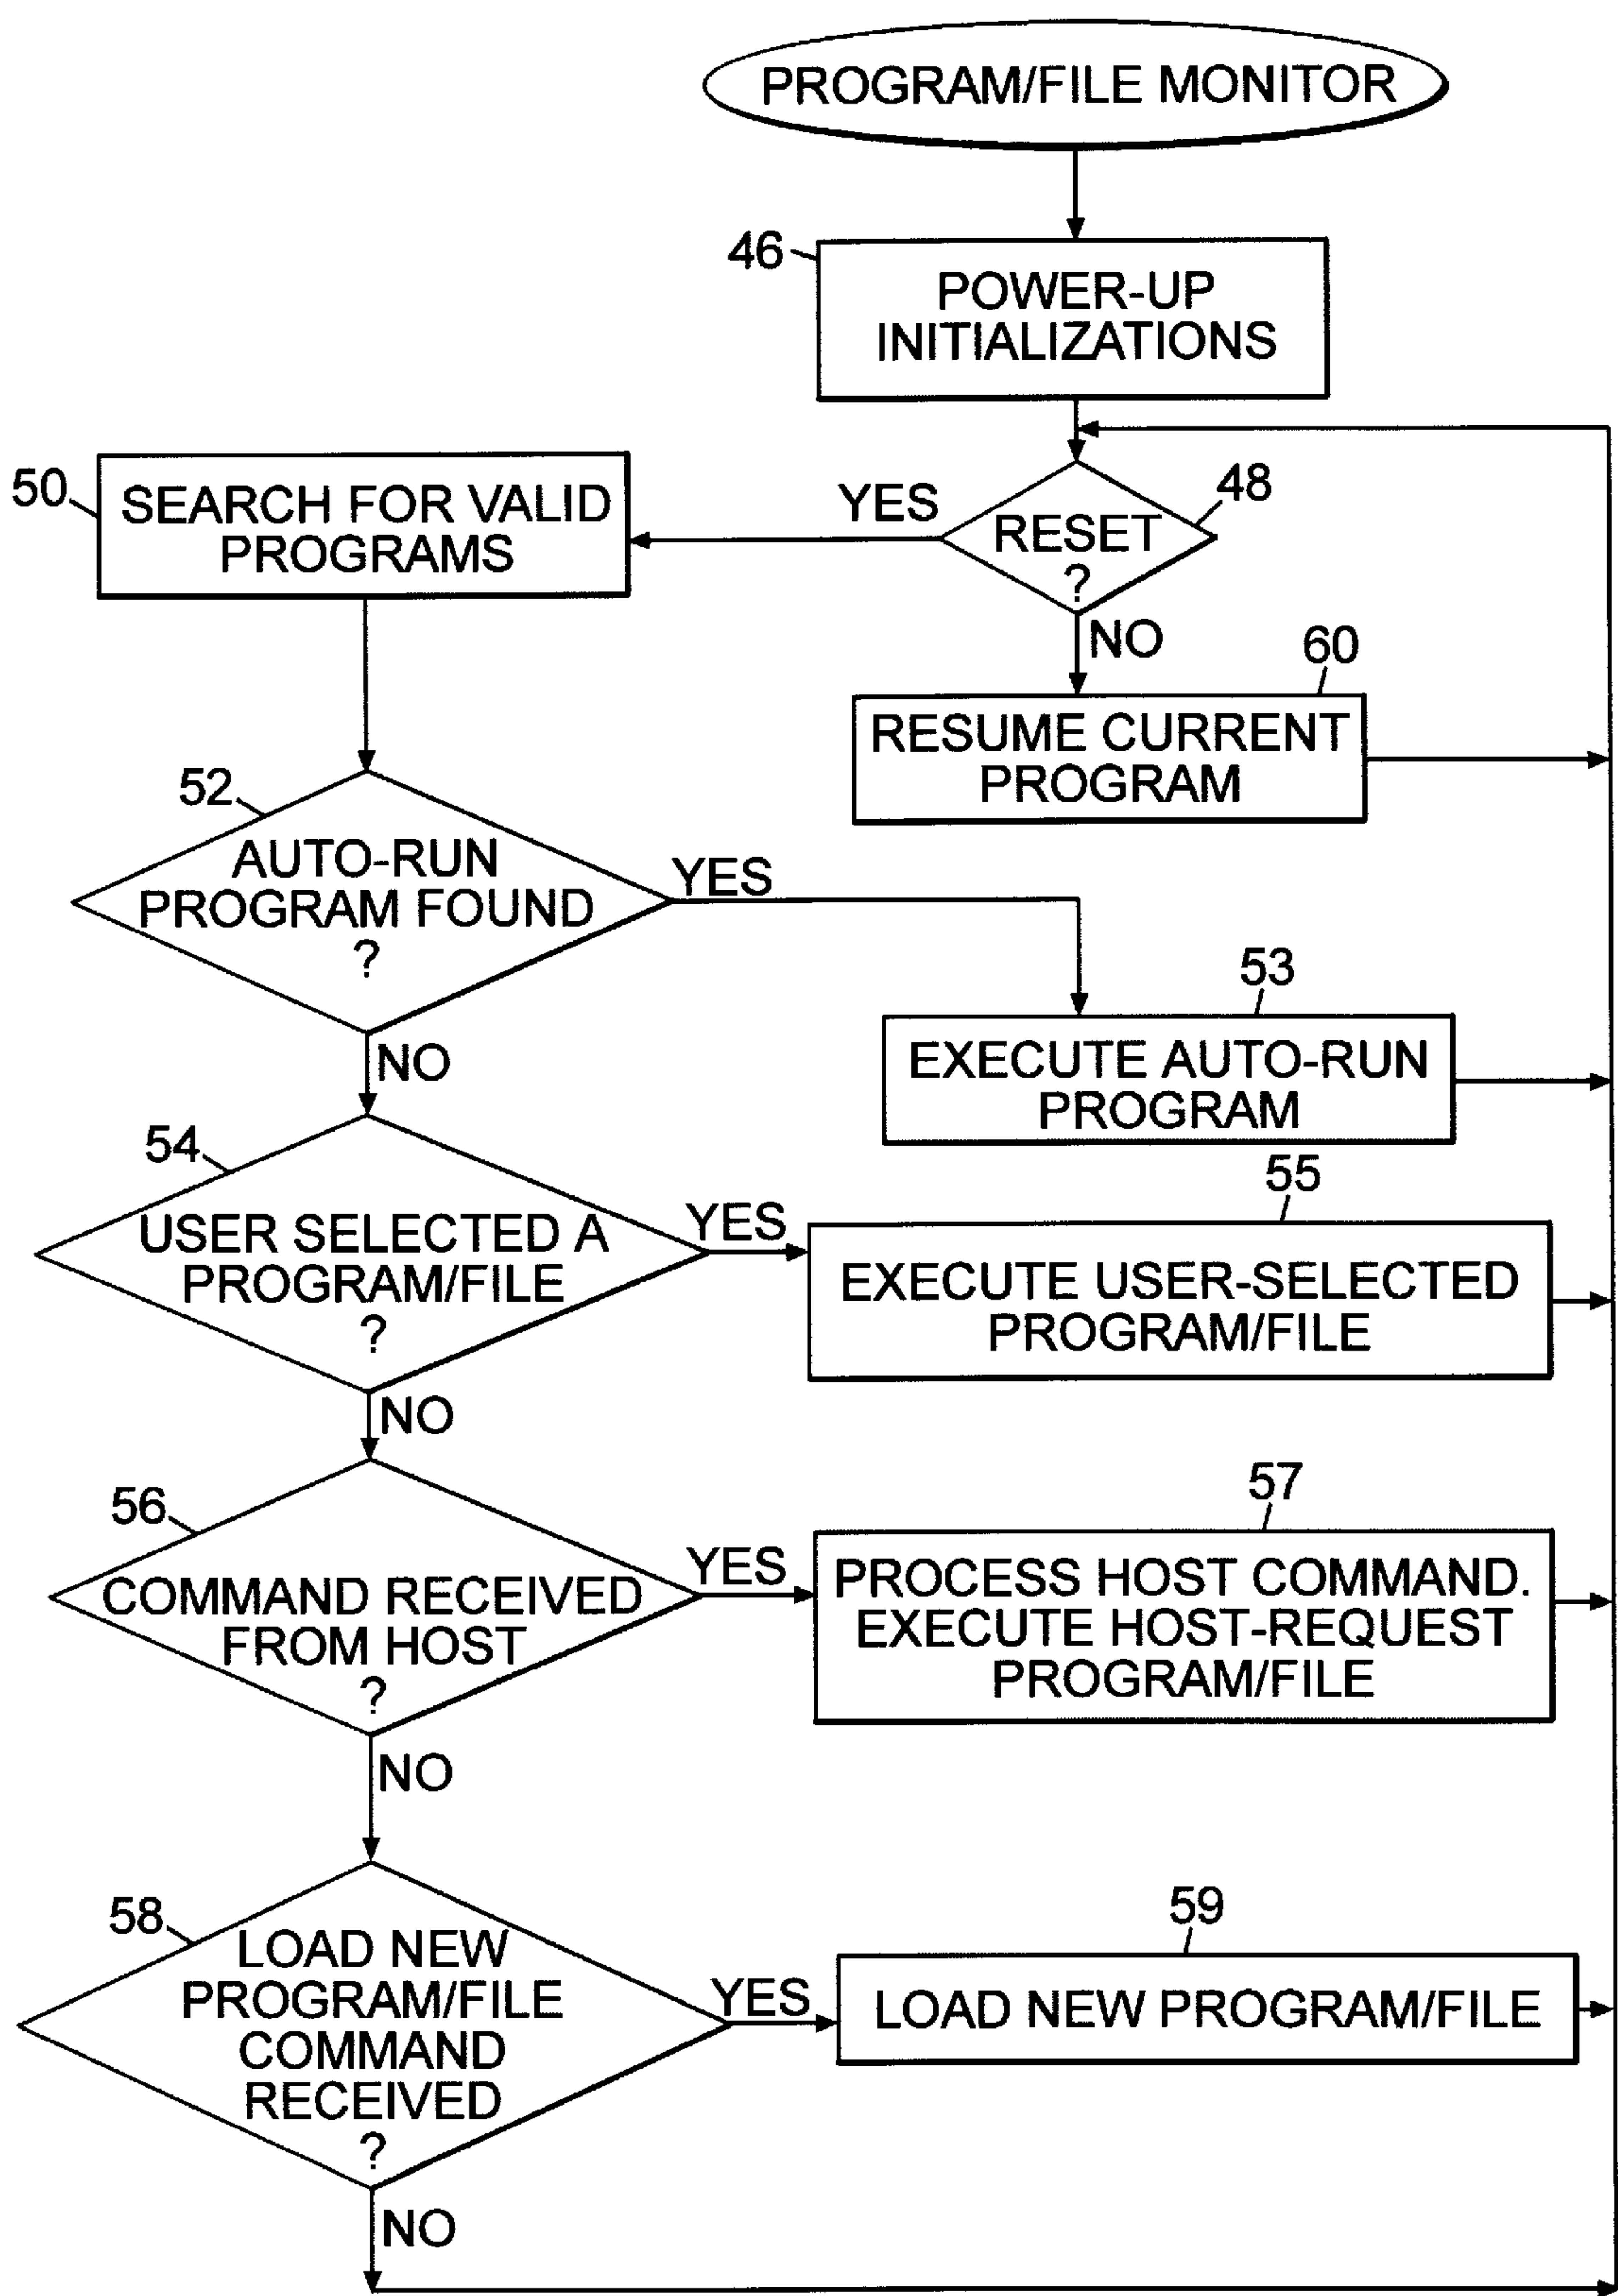 PROGRAM/FILE MONITOR
46
POWER-UP
INITIALIZATIONS
48
RESET
?
YES
NO
50
SEARCH FOR VALID
PROGRAMS
60
RESUME CURRENT
PROGRAM
52
AUTO-RUN
PROGRAM FOUND
?
YES
NO
53
EXECUTE AUTO-RUN
PROGRAM
54
USER SELECTED A
PROGRAM/FILE
?
YES
NO
55
EXECUTE USER-SELECTED
PROGRAM/FILE
56
COMMAND RECEIVED
FROM HOST
?
YES
NO
57
PROCESS HOST COMMAND.
EXECUTE HOST-REQUEST
PROGRAM/FILE
58
LOAD NEW
PROGRAM/FILE
COMMAND
RECEIVED
?
YES
NO
59
LOAD NEW PROGRAM/FILE